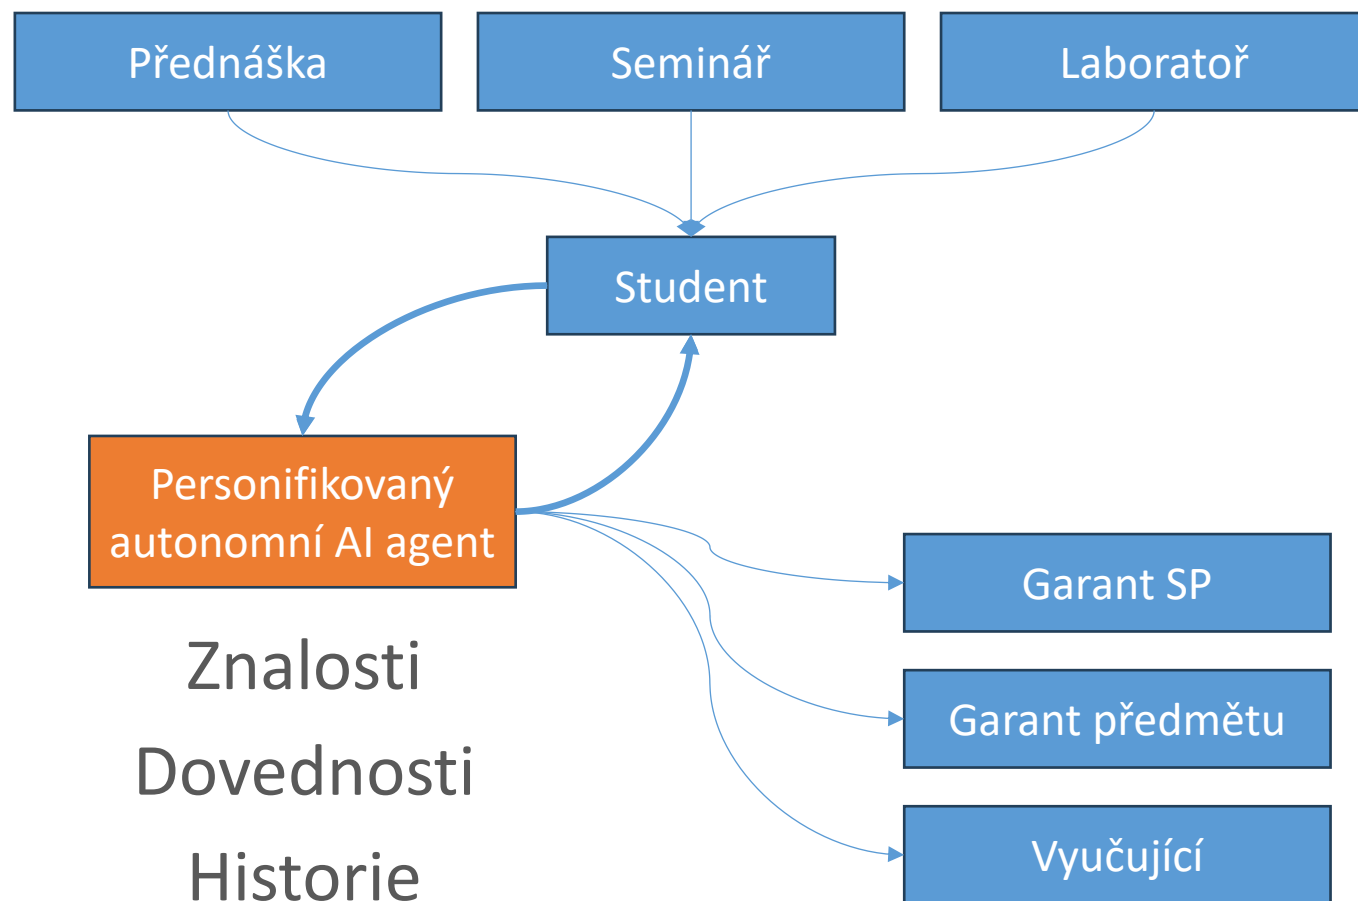 Přednáška
Seminář
Laboratoř
Student
Personifikovaný
autonomní AI agent
Znalosti
Dovednosti
Historie
Garant SP
Garant předmětu
Vyučující